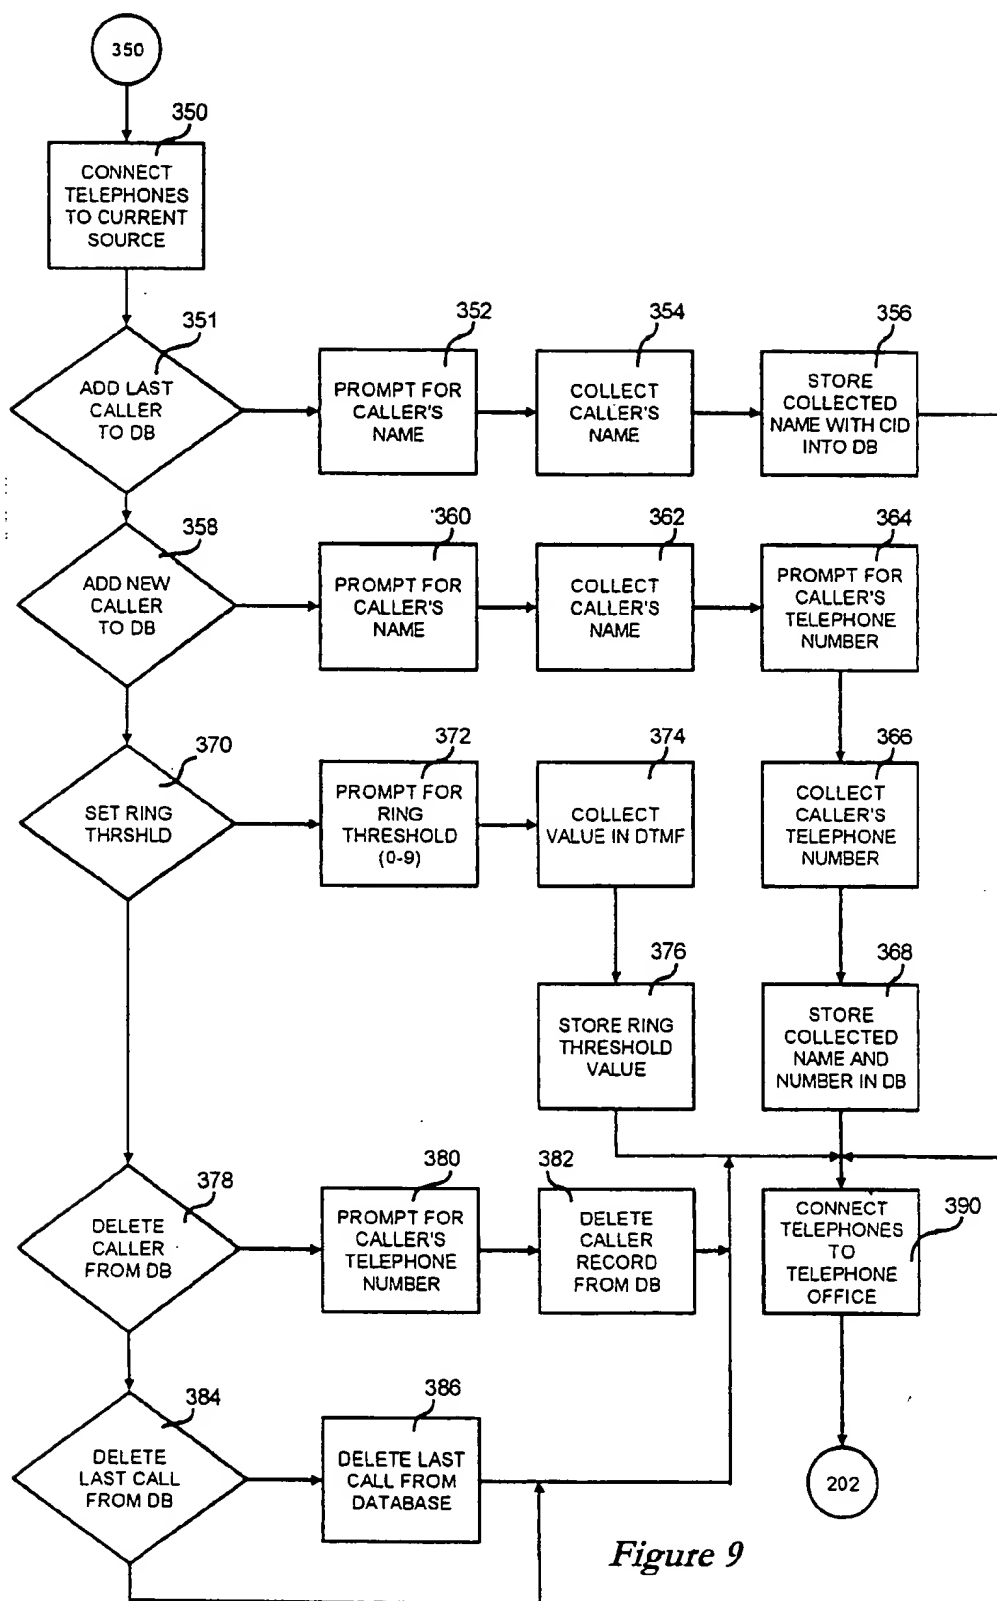 350
350
CONNECT
TELEPHONES
TO CURRENT
SOURCE
351
ADD LAST
CALLER
TO DB
352
PROMPT FOR
CALLER'S
NAME
354
COLLECT
CALLER'S
NAME
356
STORE
COLLECTED
NAME WITH CID
INTO DB
358
ADD NEW
CALLER
TO DB
360
PROMPT FOR
CALLER'S
NAME
362
COLLECT
CALLER'S
NAME
364
PROMPT FOR
CALLER'S
TELEPHONE
NUMBER
366
COLLECT
CALLER'S
TELEPHONE
NUMBER
368
STORE
COLLECTED
NAME AND
NUMBER IN DB
370
SET RING
THRSHLD
372
PROMPT FOR
RING
THRESHOLD
(0-9)
374
COLLECT
VALUE IN DTMF
376
STORE RING
THRESHOLD
VALUE
378
DELETE
CALLER
FROM DB
380
PROMPT FOR
CALLER'S
TELEPHONE
NUMBER
382
DELETE
CALLER
RECORD
FROM DB
384
DELETE
LAST CALL
FROM DB
386
DELETE LAST
CALL FROM
DATABASE
390
CONNECT
TELEPHONES
TO
TELEPHONE
OFFICE
202
Figure 9